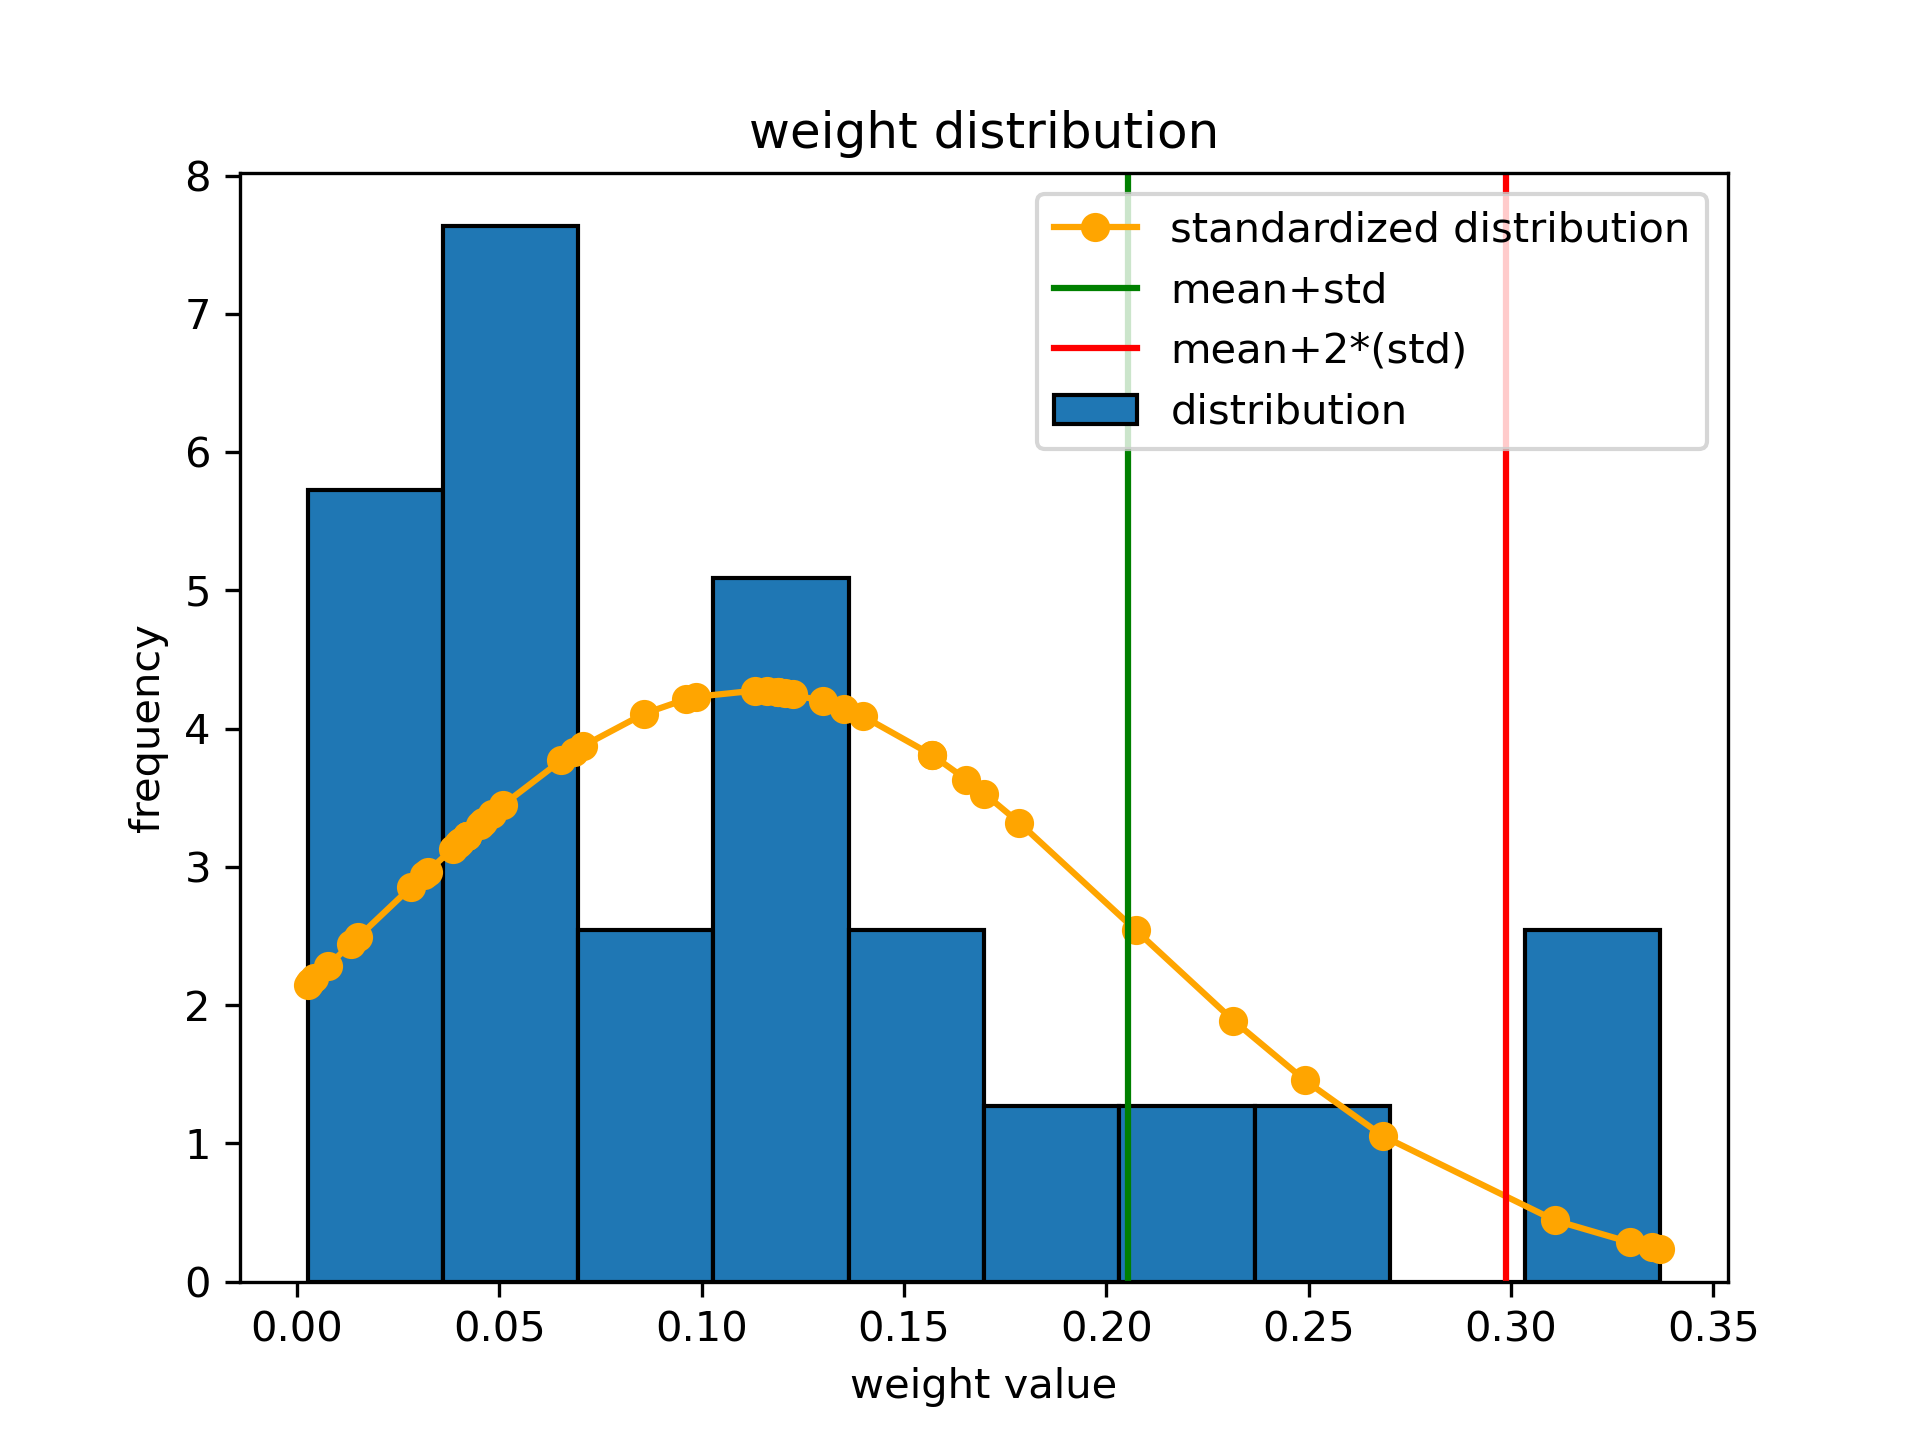 weight distribution
8
7
6
5
4
3
2
1
0
frequency
standardized distribution
mean+std
mean+2*(std)
distribution
0.00 0.05 0.10 0.15 0.20 0.25 0.30 0.35
weight value